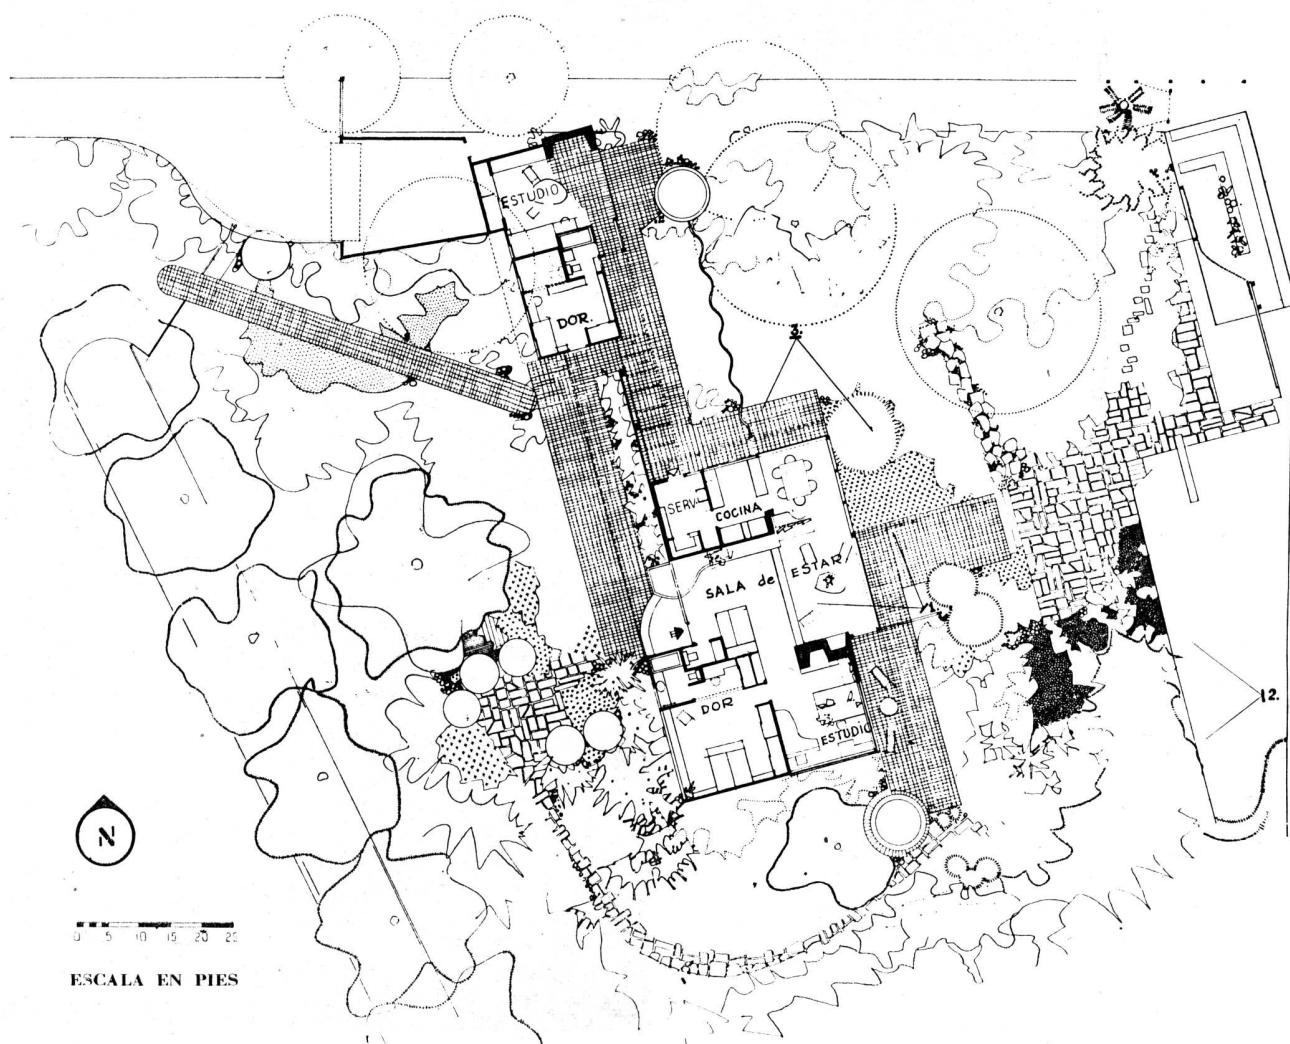 ESTUDIO
DOR.
3.
SERV.
COCINA
SALA de ESTAR
DOR
ESTUDIO
12.
N
0 5 10 15 20 25
ESCALA EN PIES